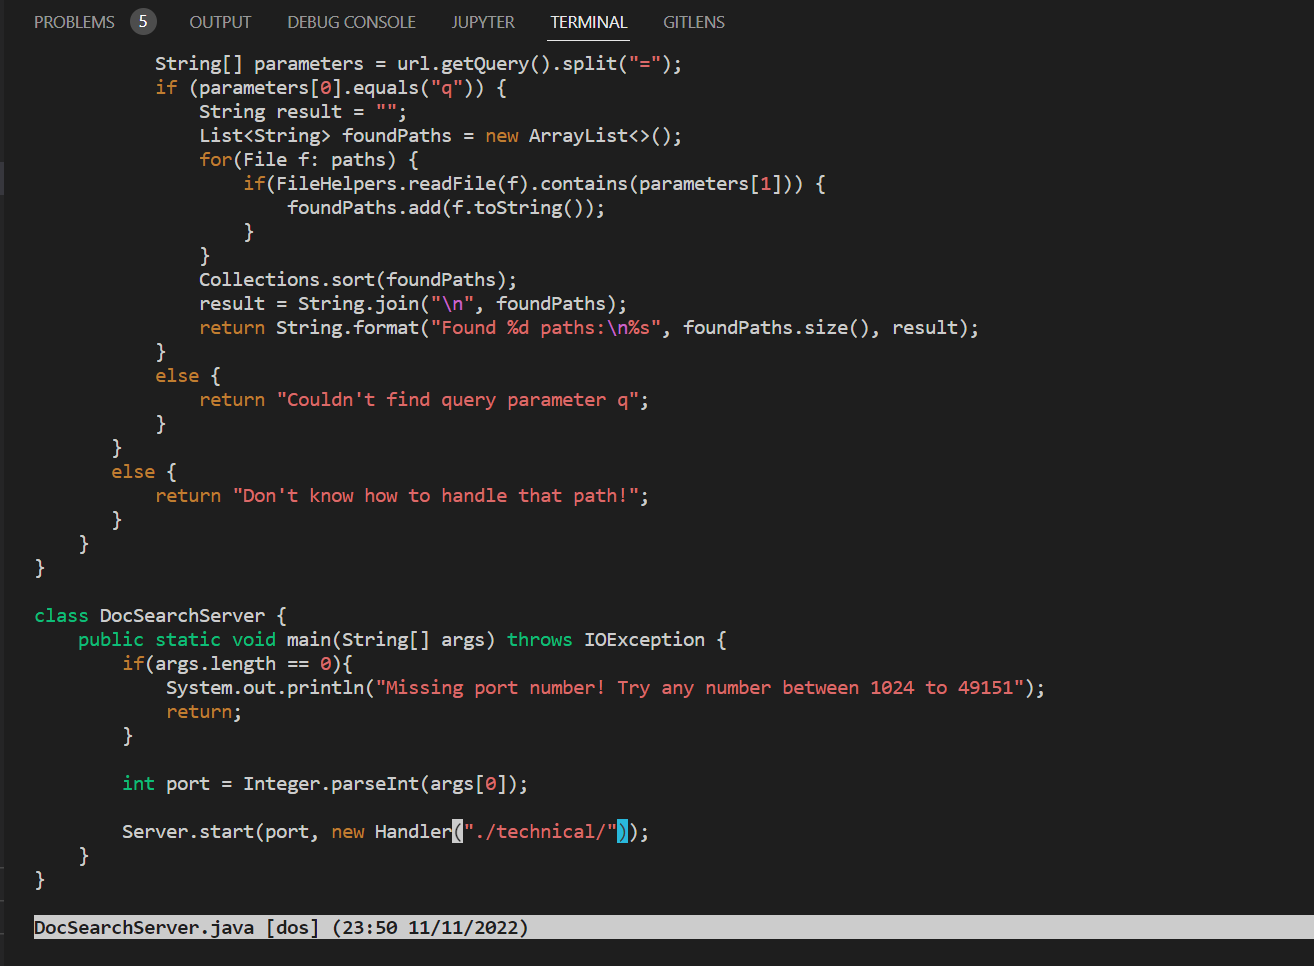 PROBLEMS 5 OUTPUT DEBUG CONSOLE JUPYTER TERMINAL GITLENS
            String[] parameters = url.getQuery().split("=");
            if (parameters[0].equals("q")) {
                String result = "";
                List<String> foundPaths = new ArrayList<>();
                for(File f: paths) {
                    if(FileHelpers.readFile(f).contains(parameters[1])) {
                        foundPaths.add(f.toString());
                    }
                }
                Collections.sort(foundPaths);
                result = String.join("\n", foundPaths);
                return String.format("Found %d paths:\n%s", foundPaths.size(), result);
            }
            else {
                return "Couldn't find query parameter q";
            }
        }
        else {
            return "Don't know how to handle that path!";
        }
    }
}
class DocSearchServer {
    public static void main(String[] args) throws IOException {
        if(args.length == 0){
            System.out.println("Missing port number! Try any number between 1024 to 49151");
            return;
        }
        int port = Integer.parseInt(args[0]);
        Server.start(port, new Handler("./technical/"));
    }
}
DocSearchServer.java [dos] (23:50 11/11/2022)